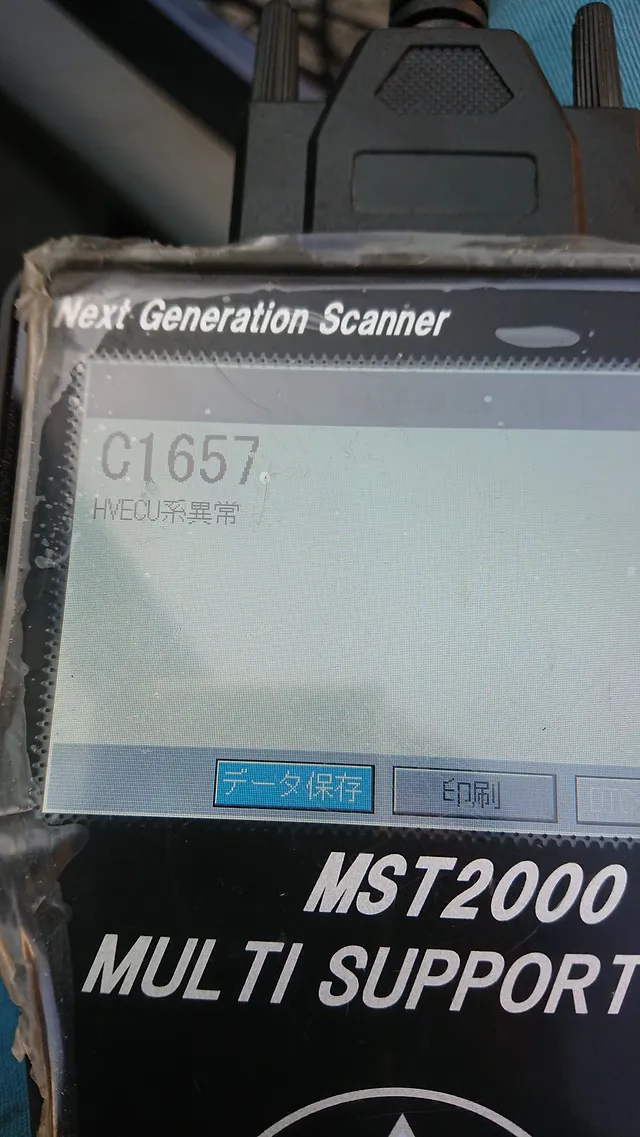 Next Generation Scanner
C1657
HVECU系異常
データ保存
印刷
MST2000
MULTI SUPPORT